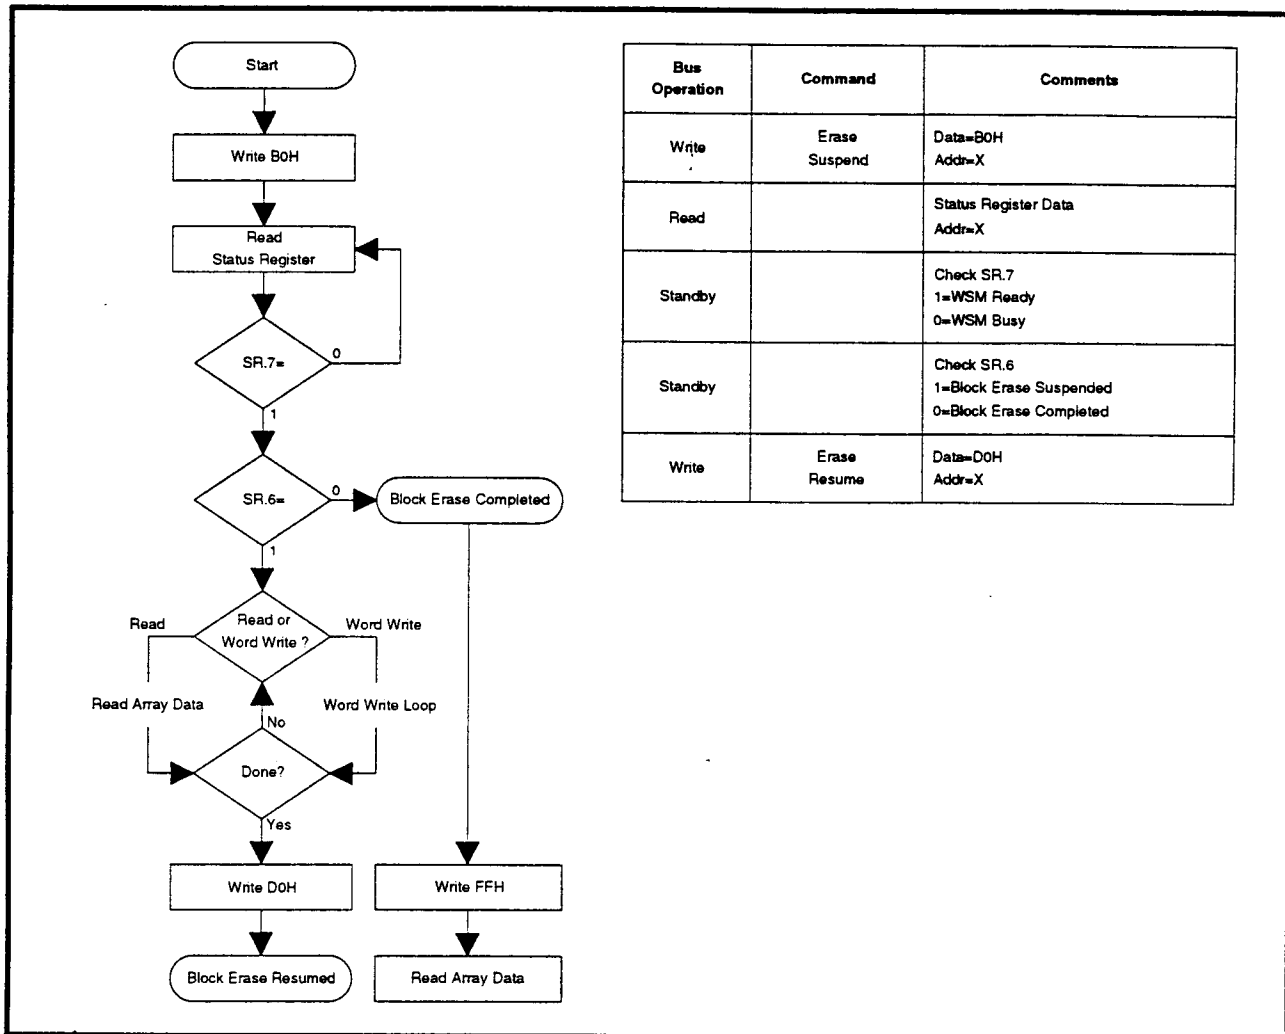 Start
Write B0H
Read
Status Register
SR.7=
0
1
SR.6=
0
Block Erase Completed
1
Read or
Word Write ?
Read
Word Write
Read Array Data
Word Write Loop
No
Done?
Yes
Write D0H
Write FFH
Block Erase Resumed
Read Array Data
Bus
Operation
Command
Comments
Write
Erase
Suspend
Data=B0H
Addr=X
Read
Status Register Data
Addr=X
Standby
Check SR.7
1=WSM Ready
0=WSM Busy
Standby
Check SR.6
1=Block Erase Suspended
0=Block Erase Completed
Write
Erase
Resume
Data=D0H
Addr=X